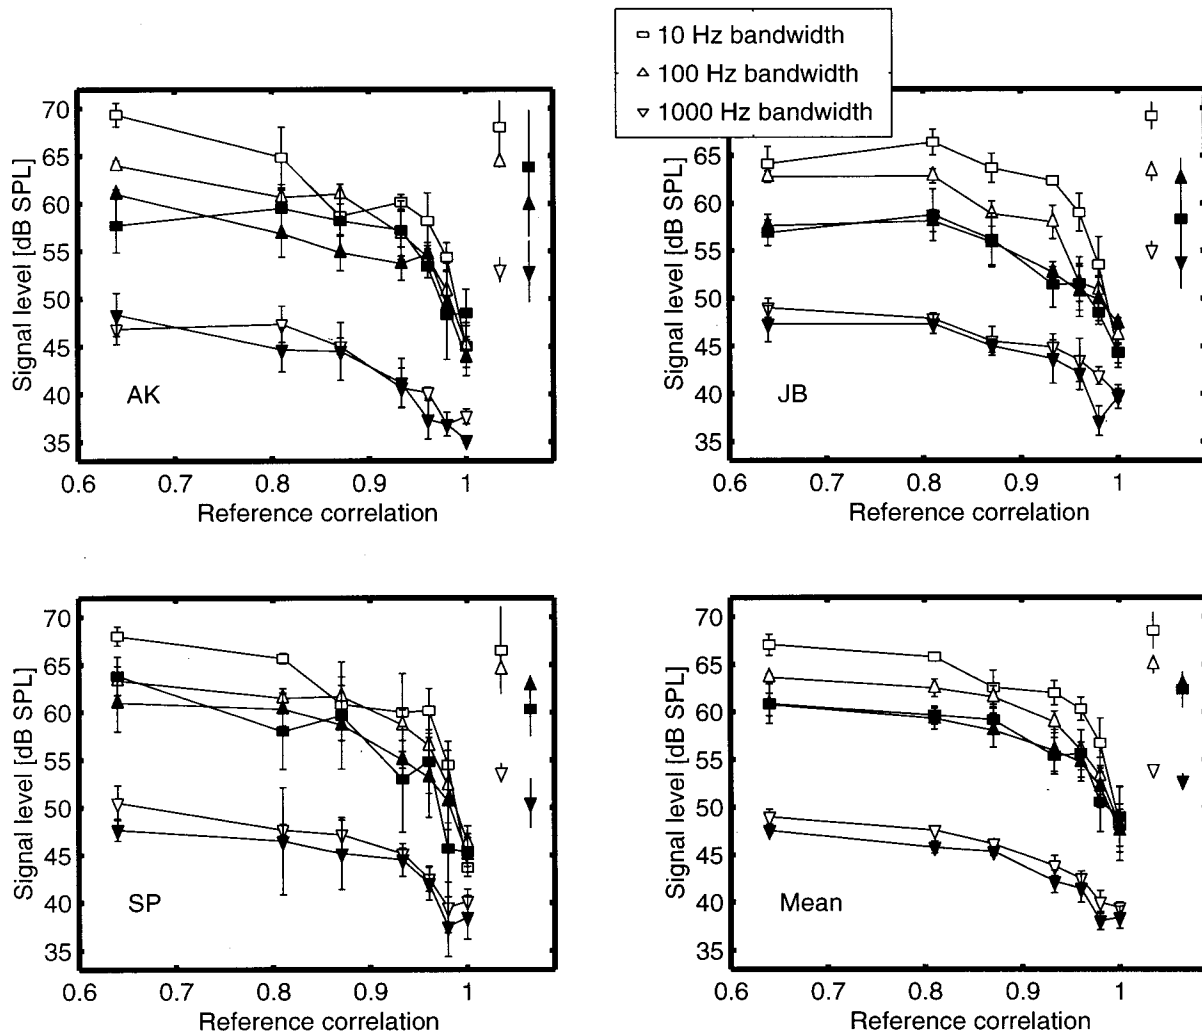 10 Hz bandwidth
100 Hz bandwidth
1000 Hz bandwidth
70
65
60
55
50
45
40
35
Signal level [dB SPL]
AK
0.6 0.7 0.8 0.9 1
Reference correlation
65
60
55
50
45
40
35
Signal level [dB SPL]
JB
0.6 0.7 0.8 0.9 1
Reference correlation
70
65
60
55
50
45
40
35
Signal level [dB SPL]
SP
0.6 0.7 0.8 0.9 1
Reference correlation
70
65
60
55
50
45
40
35
Signal level [dB SPL]
Mean
0.6 0.7 0.8 0.9 1
Reference correlation